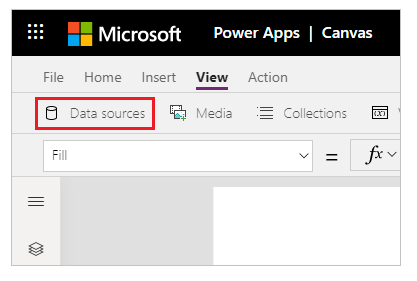 Microsoft Power Apps | Canvas
File Home Insert View Action
Data sources Media Collections (x)
Fill = fx